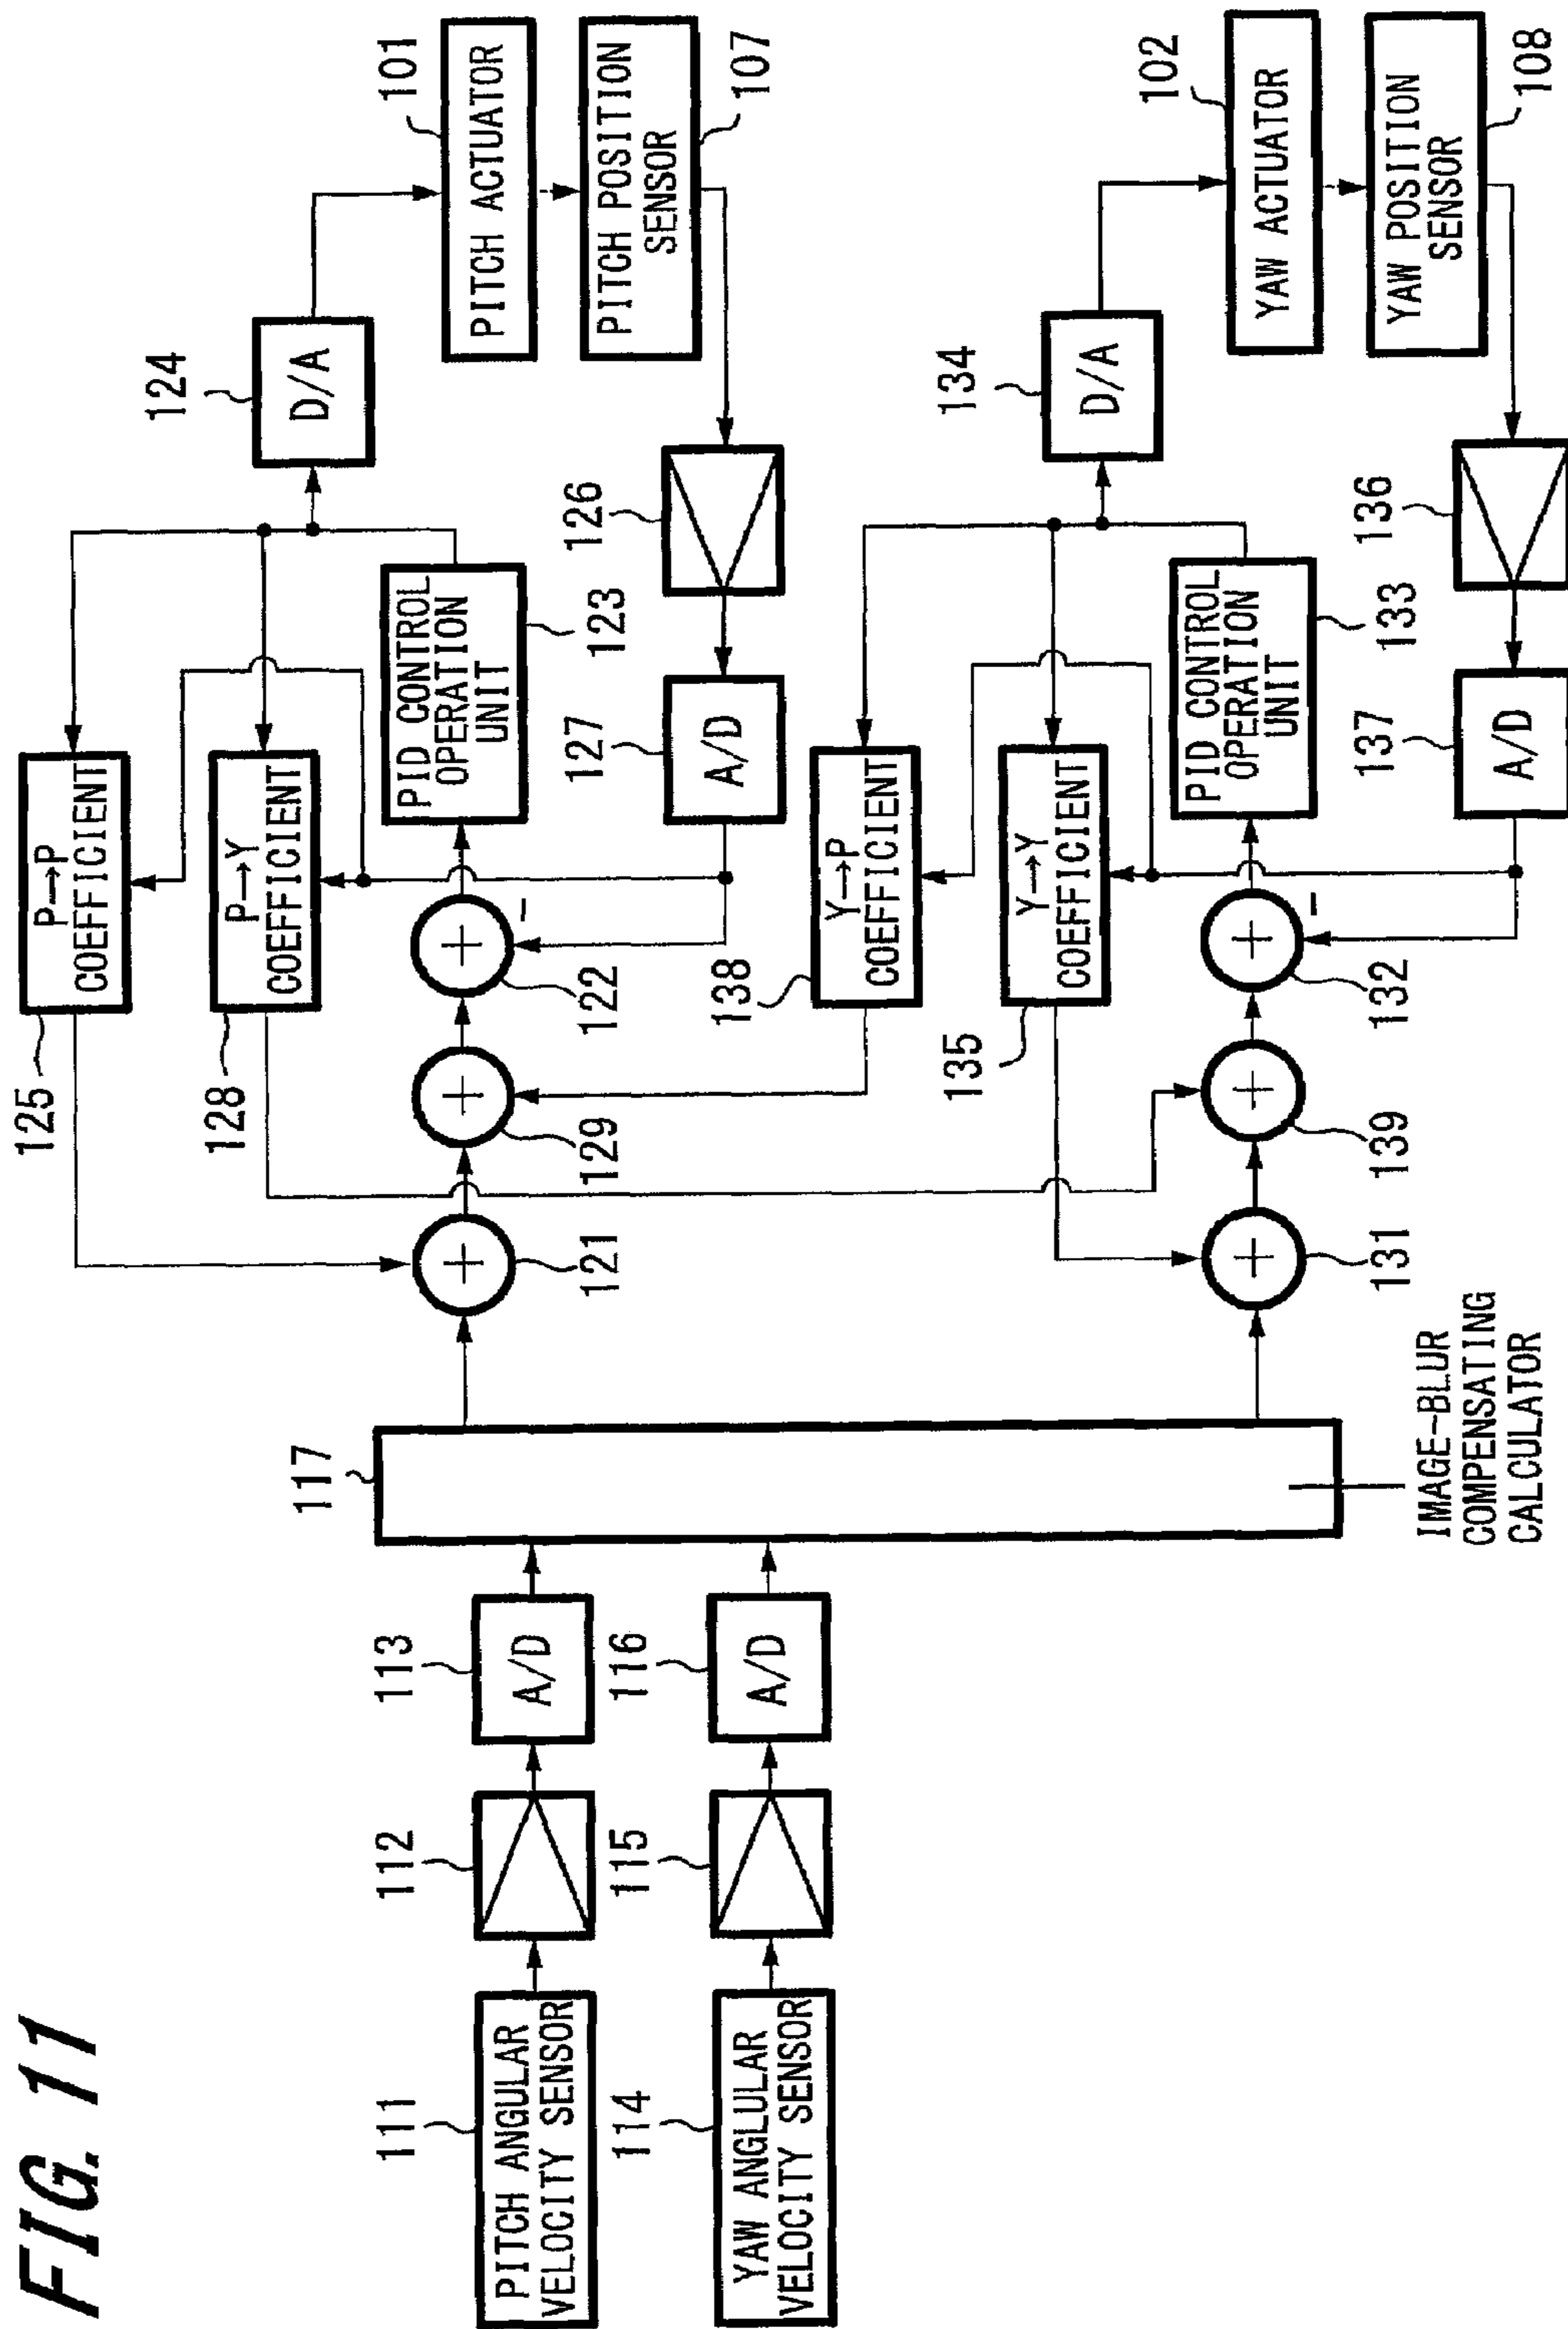 FIG. 11
111
PITCH ANGULAR
VELOCITY SENSOR
112
113
A/D
114
YAW ANGLULAR
VELOCITY SENSOR
115
116
A/D
117
IMAGE-BLUR
COMPENSATING
CALCULATOR
125
P→P
COEFFICIENT
128
P→Y
COEFFICIENT
121
+
129
+
122
+
−
PID CONTROL
OPERATION
UNIT
123
124
D/A
101
PITCH ACTUATOR
PITCH POSITION
SENSOR
107
126
127
A/D
138
Y→P
COEFFICIENT
135
Y→Y
COEFFICIENT
131
+
139
+
132
+
−
PID CONTROL
OPERATION
UNIT
133
134
D/A
102
YAW ACTUATOR
YAW POSITION
SENSOR
108
136
137
A/D